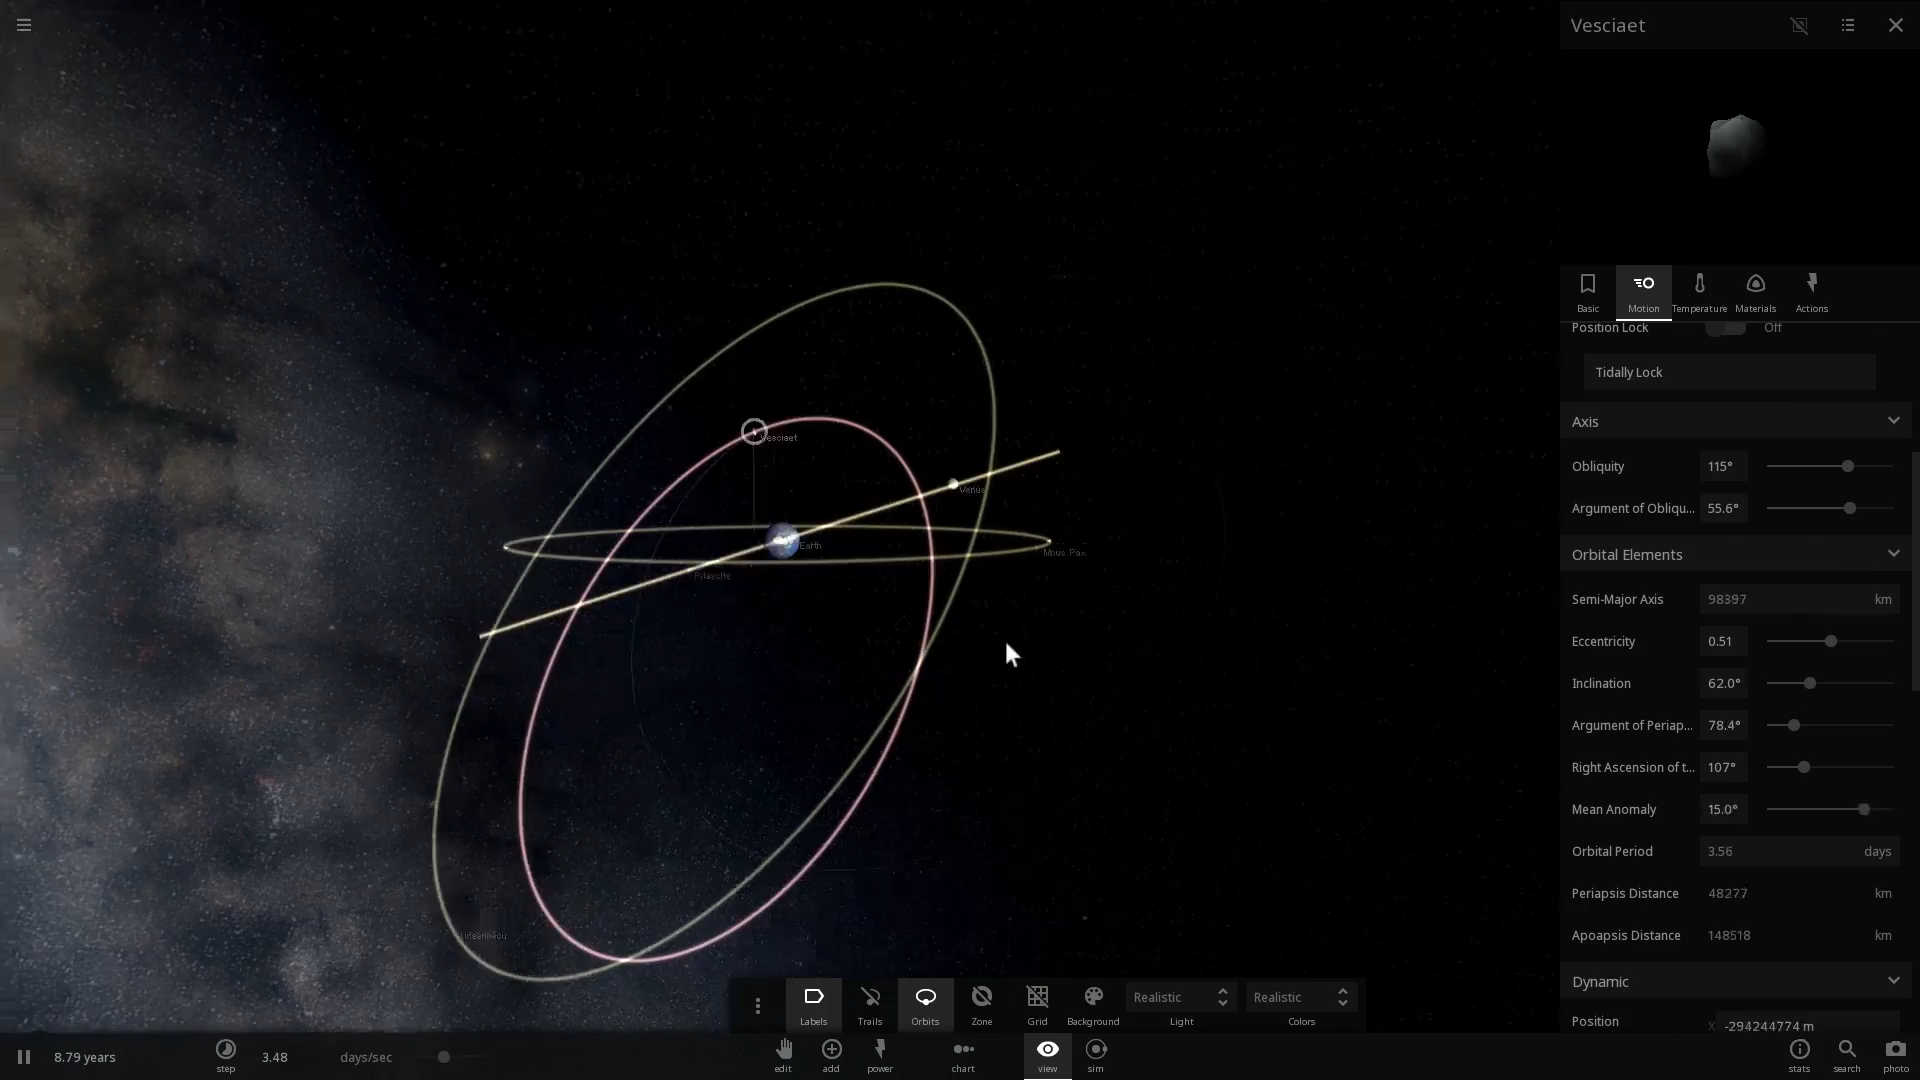 Vesciaet
Basic
Motion
Temperature
Materials
Actions
Position Lock
Off
Tidally Lock
Axis
Obliquity 115°
Argument of Obliqu... 55.6°
Orbital Elements
Semi-Major Axis 98397 km
Eccentricity 0.51
Inclination 62.0°
Argument of Periap... 78.4°
Right Ascension of t... 107°
Mean Anomaly 15.0°
Orbital Period 3.56 days
Periapsis Distance 48277 km
Apoapsis Distance 148518 km
Dynamic
Position X -294244774 m
Vesciaet
Venus
Earth
Labels
Trails
Orbits
Zone
Grid
Background
Realistic
Light
Realistic
Colors
8.79 years
step
3.48 days/sec
edit
add
power
chart
view
sim
stats
search
photo